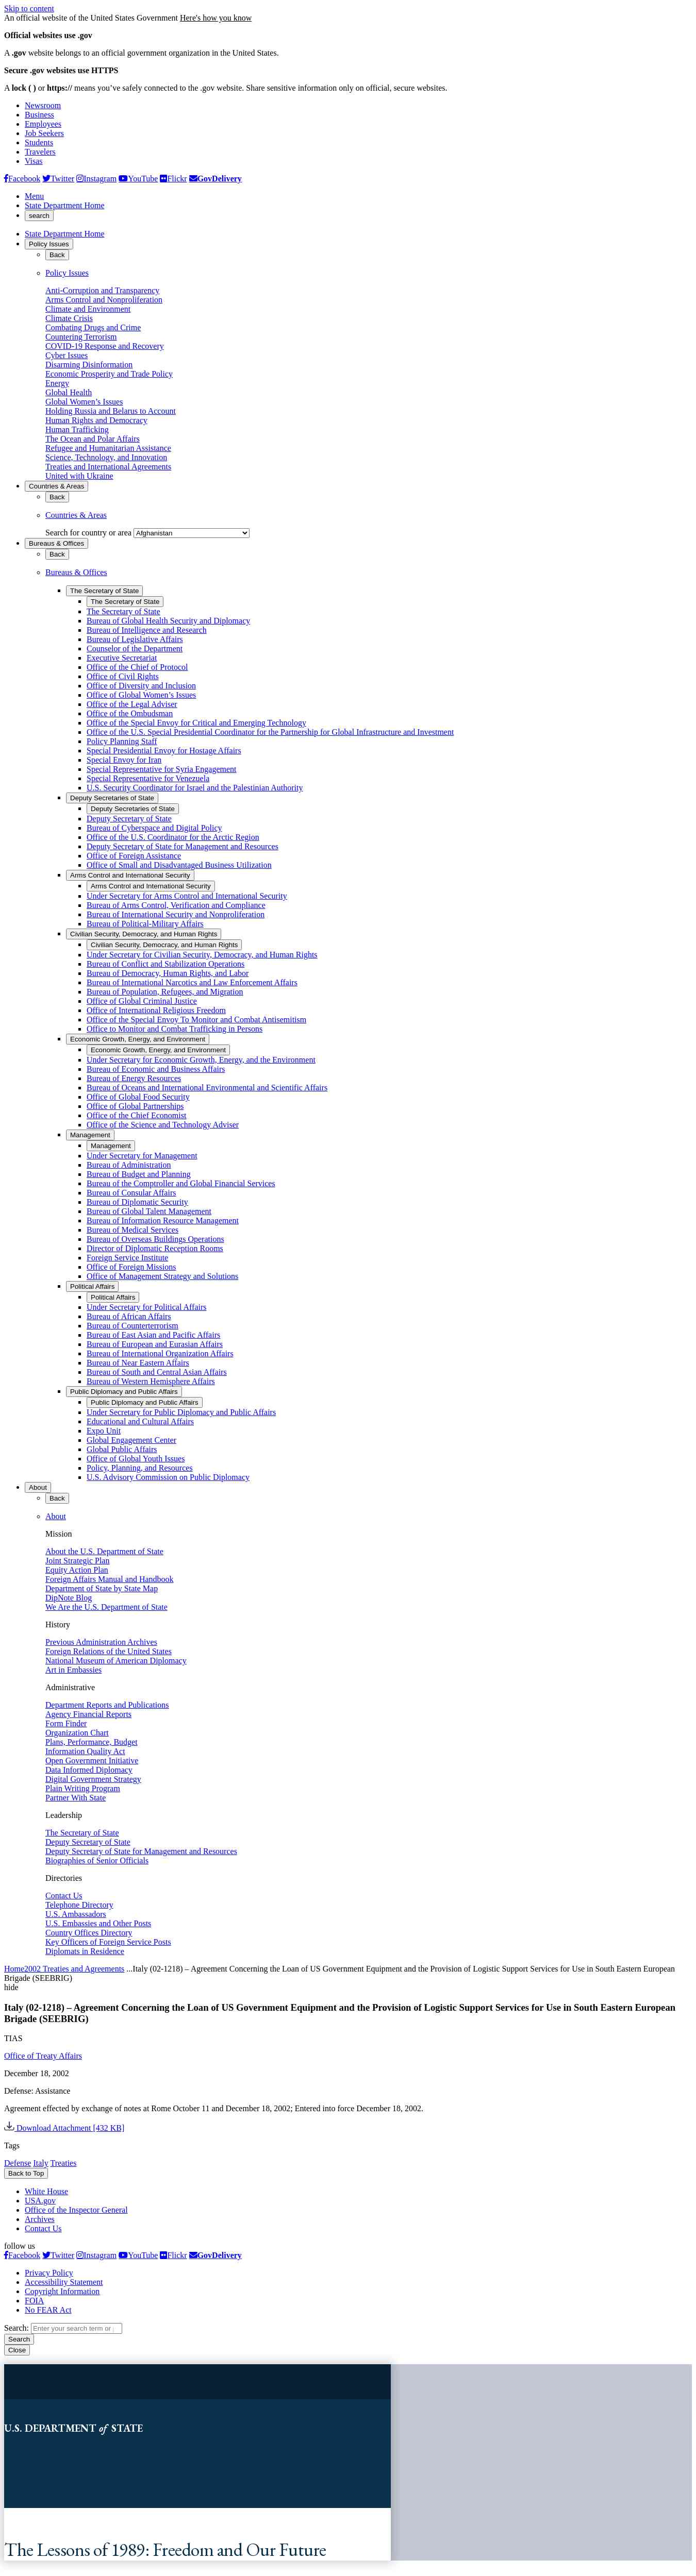 Skip to content
An official website of the United States Government Here's how you know
Official websites use .gov
A .gov website belongs to an official government organization in the United States.
Secure .gov websites use HTTPS
A lock ( ) or https:// means you've safely connected to the .gov website. Share sensitive information only on official, secure websites.
Newsroom
Business
Employees
Job Seekers
Students
Travelers
Visas
Facebook Twitter Instagram YouTube Flickr GovDelivery
Menu
State Department Home
search
State Department Home
Policy Issues
Back
Policy Issues
Anti-Corruption and Transparency
Arms Control and Nonproliferation
Climate and Environment
Climate Crisis
Combating Drugs and Crime
Countering Terrorism
COVID-19 Response and Recovery
Cyber Issues
Disarming Disinformation
Economic Prosperity and Trade Policy
Energy
Global Health
Global Women's Issues
Holding Russia and Belarus to Account
Human Rights and Democracy
Human Trafficking
The Ocean and Polar Affairs
Refugee and Humanitarian Assistance
Science, Technology, and Innovation
Treaties and International Agreements
United with Ukraine
Countries & Areas
Back
Countries & Areas
Search for country or area Afghanistan
Bureaus & Offices
Back
Bureaus & Offices
The Secretary of State
The Secretary of State
The Secretary of State
Bureau of Global Health Security and Diplomacy
Bureau of Intelligence and Research
Bureau of Legislative Affairs
Counselor of the Department
Executive Secretariat
Office of the Chief of Protocol
Office of Civil Rights
Office of Diversity and Inclusion
Office of Global Women's Issues
Office of the Legal Adviser
Office of the Ombudsman
Office of the Special Envoy for Critical and Emerging Technology
Office of the U.S. Special Presidential Coordinator for the Partnership for Global Infrastructure and Investment
Policy Planning Staff
Special Presidential Envoy for Hostage Affairs
Special Envoy for Iran
Special Representative for Syria Engagement
Special Representative for Venezuela
U.S. Security Coordinator for Israel and the Palestinian Authority
Deputy Secretaries of State
Deputy Secretaries of State
Deputy Secretary of State
Bureau of Cyberspace and Digital Policy
Office of the U.S. Coordinator for the Arctic Region
Deputy Secretary of State for Management and Resources
Office of Foreign Assistance
Office of Small and Disadvantaged Business Utilization
Arms Control and International Security
Arms Control and International Security
Under Secretary for Arms Control and International Security
Bureau of Arms Control, Verification and Compliance
Bureau of International Security and Nonproliferation
Bureau of Political-Military Affairs
Civilian Security, Democracy, and Human Rights
Civilian Security, Democracy, and Human Rights
Under Secretary for Civilian Security, Democracy, and Human Rights
Bureau of Conflict and Stabilization Operations
Bureau of Democracy, Human Rights, and Labor
Bureau of International Narcotics and Law Enforcement Affairs
Bureau of Population, Refugees, and Migration
Office of Global Criminal Justice
Office of International Religious Freedom
Office of the Special Envoy To Monitor and Combat Antisemitism
Office to Monitor and Combat Trafficking in Persons
Economic Growth, Energy, and Environment
Economic Growth, Energy, and Environment
Under Secretary for Economic Growth, Energy, and the Environment
Bureau of Economic and Business Affairs
Bureau of Energy Resources
Bureau of Oceans and International Environmental and Scientific Affairs
Office of Global Food Security
Office of Global Partnerships
Office of the Chief Economist
Office of the Science and Technology Adviser
Management
Management
Under Secretary for Management
Bureau of Administration
Bureau of Budget and Planning
Bureau of the Comptroller and Global Financial Services
Bureau of Consular Affairs
Bureau of Diplomatic Security
Bureau of Global Talent Management
Bureau of Information Resource Management
Bureau of Medical Services
Bureau of Overseas Buildings Operations
Director of Diplomatic Reception Rooms
Foreign Service Institute
Office of Foreign Missions
Office of Management Strategy and Solutions
Political Affairs
Political Affairs
Under Secretary for Political Affairs
Bureau of African Affairs
Bureau of Counterterrorism
Bureau of East Asian and Pacific Affairs
Bureau of European and Eurasian Affairs
Bureau of International Organization Affairs
Bureau of Near Eastern Affairs
Bureau of South and Central Asian Affairs
Bureau of Western Hemisphere Affairs
Public Diplomacy and Public Affairs
Public Diplomacy and Public Affairs
Under Secretary for Public Diplomacy and Public Affairs
Educational and Cultural Affairs
Expo Unit
Global Engagement Center
Global Public Affairs
Office of Global Youth Issues
Policy, Planning, and Resources
U.S. Advisory Commission on Public Diplomacy
About
Back
About
Mission
About the U.S. Department of State
Joint Strategic Plan
Equity Action Plan
Foreign Affairs Manual and Handbook
Department of State by State Map
DipNote Blog
We Are the U.S. Department of State
History
Previous Administration Archives
Foreign Relations of the United States
National Museum of American Diplomacy
Art in Embassies
Administrative
Department Reports and Publications
Agency Financial Reports
Form Finder
Organization Chart
Plans, Performance, Budget
Information Quality Act
Open Government Initiative
Data Informed Diplomacy
Digital Government Strategy
Plain Writing Program
Partner With State
Leadership
The Secretary of State
Deputy Secretary of State
Deputy Secretary of State for Management and Resources
Biographies of Senior Officials
Directories
Contact Us
Telephone Directory
U.S. Ambassadors
U.S. Embassies and Other Posts
Country Offices Directory
Key Officers of Foreign Service Posts
Diplomats in Residence
Home2002 Treaties and Agreements ...Italy (02-1218) – Agreement Concerning the Loan of US Government Equipment and the Provision of Logistic Support Services for Use in South Eastern European
Brigade (SEEBRIG)
hide
Italy (02-1218) – Agreement Concerning the Loan of US Government Equipment and the Provision of Logistic Support Services for Use in South Eastern European
Brigade (SEEBRIG)
TIAS
Office of Treaty Affairs
December 18, 2002
Defense: Assistance
Agreement effected by exchange of notes at Rome October 11 and December 18, 2002; Entered into force December 18, 2002.
Download Attachment [432 KB]
Tags
Defense Italy Treaties
Back to Top
White House
USA.gov
Office of the Inspector General
Archives
Contact Us
follow us
Facebook Twitter Instagram YouTube Flickr GovDelivery
Privacy Policy
Accessibility Statement
Copyright Information
FOIA
No FEAR Act
Search: Enter your search term or
Search
Close
U.S. DEPARTMENT of STATE
The Lessons of 1989: Freedom and Our Future